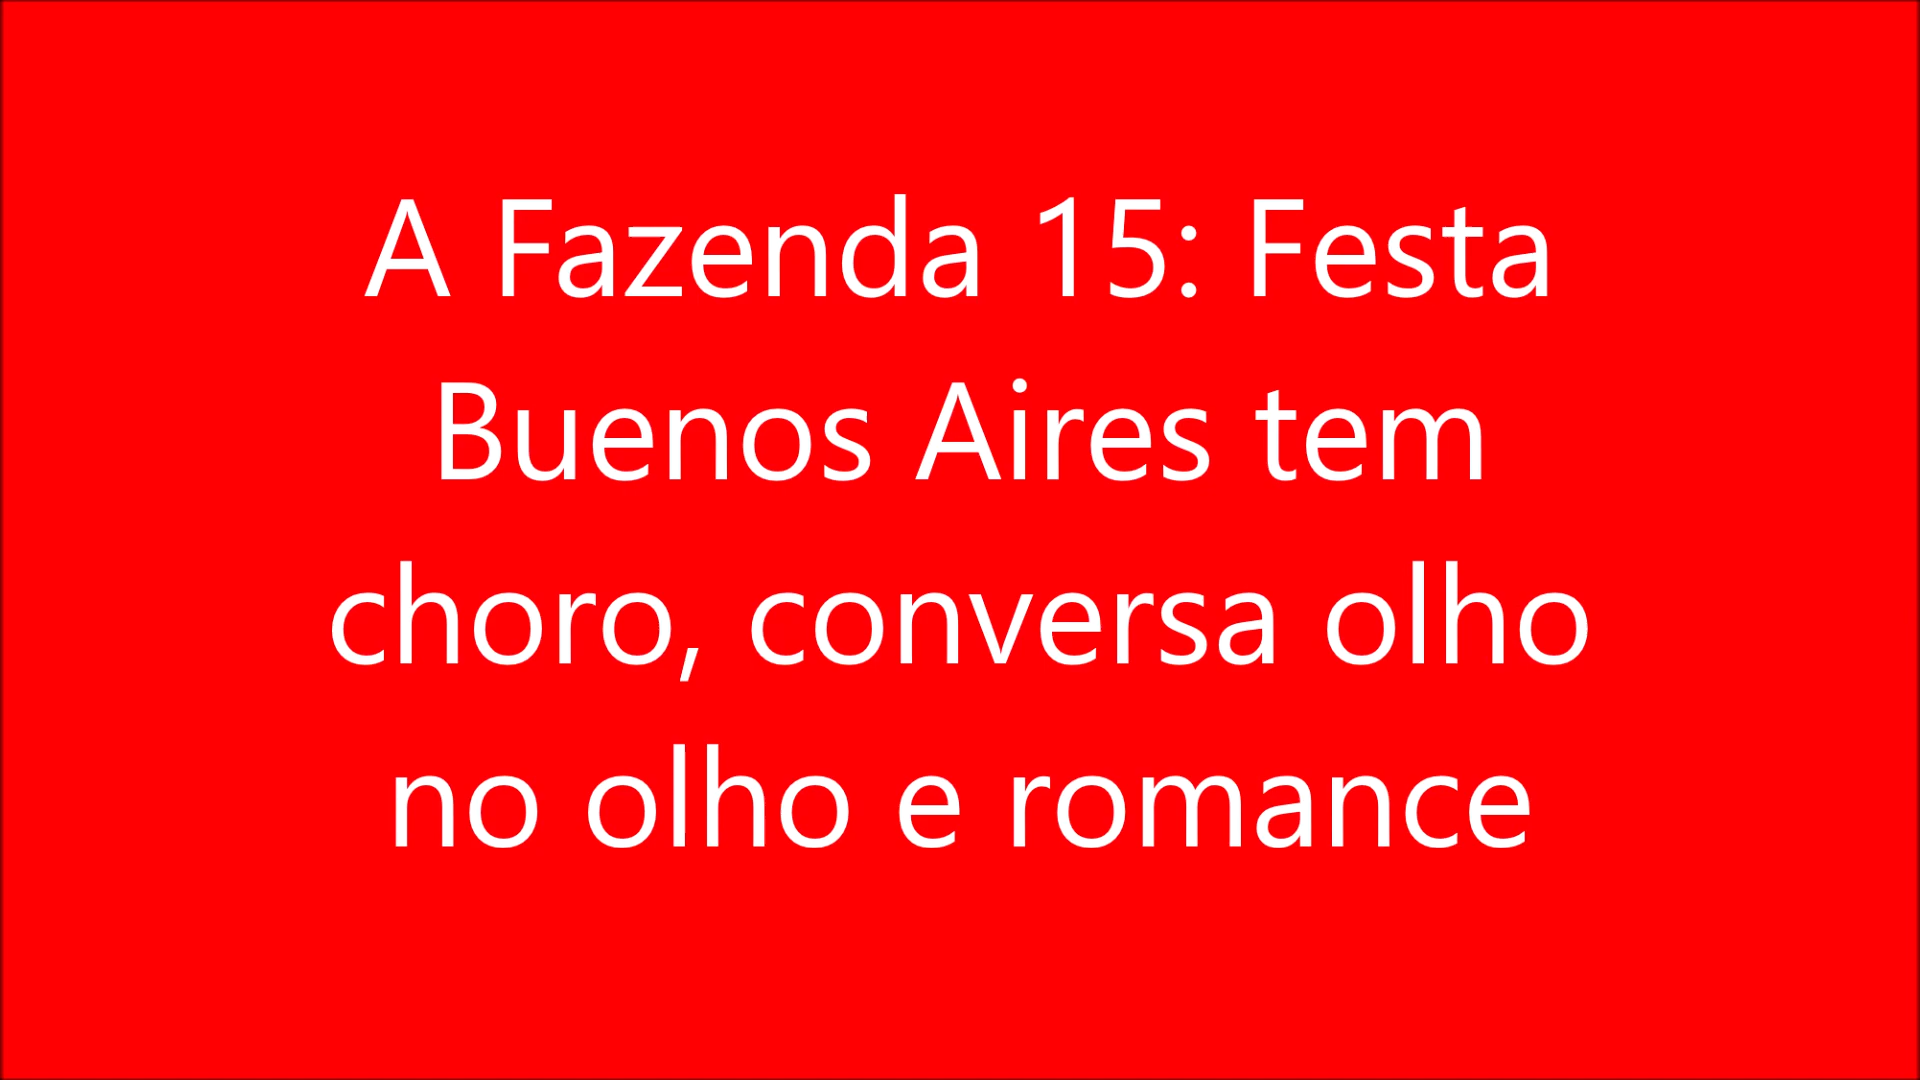 A Fazenda 15: Festa
Buenos Aires tem
choro, conversa olho
no olho e romance